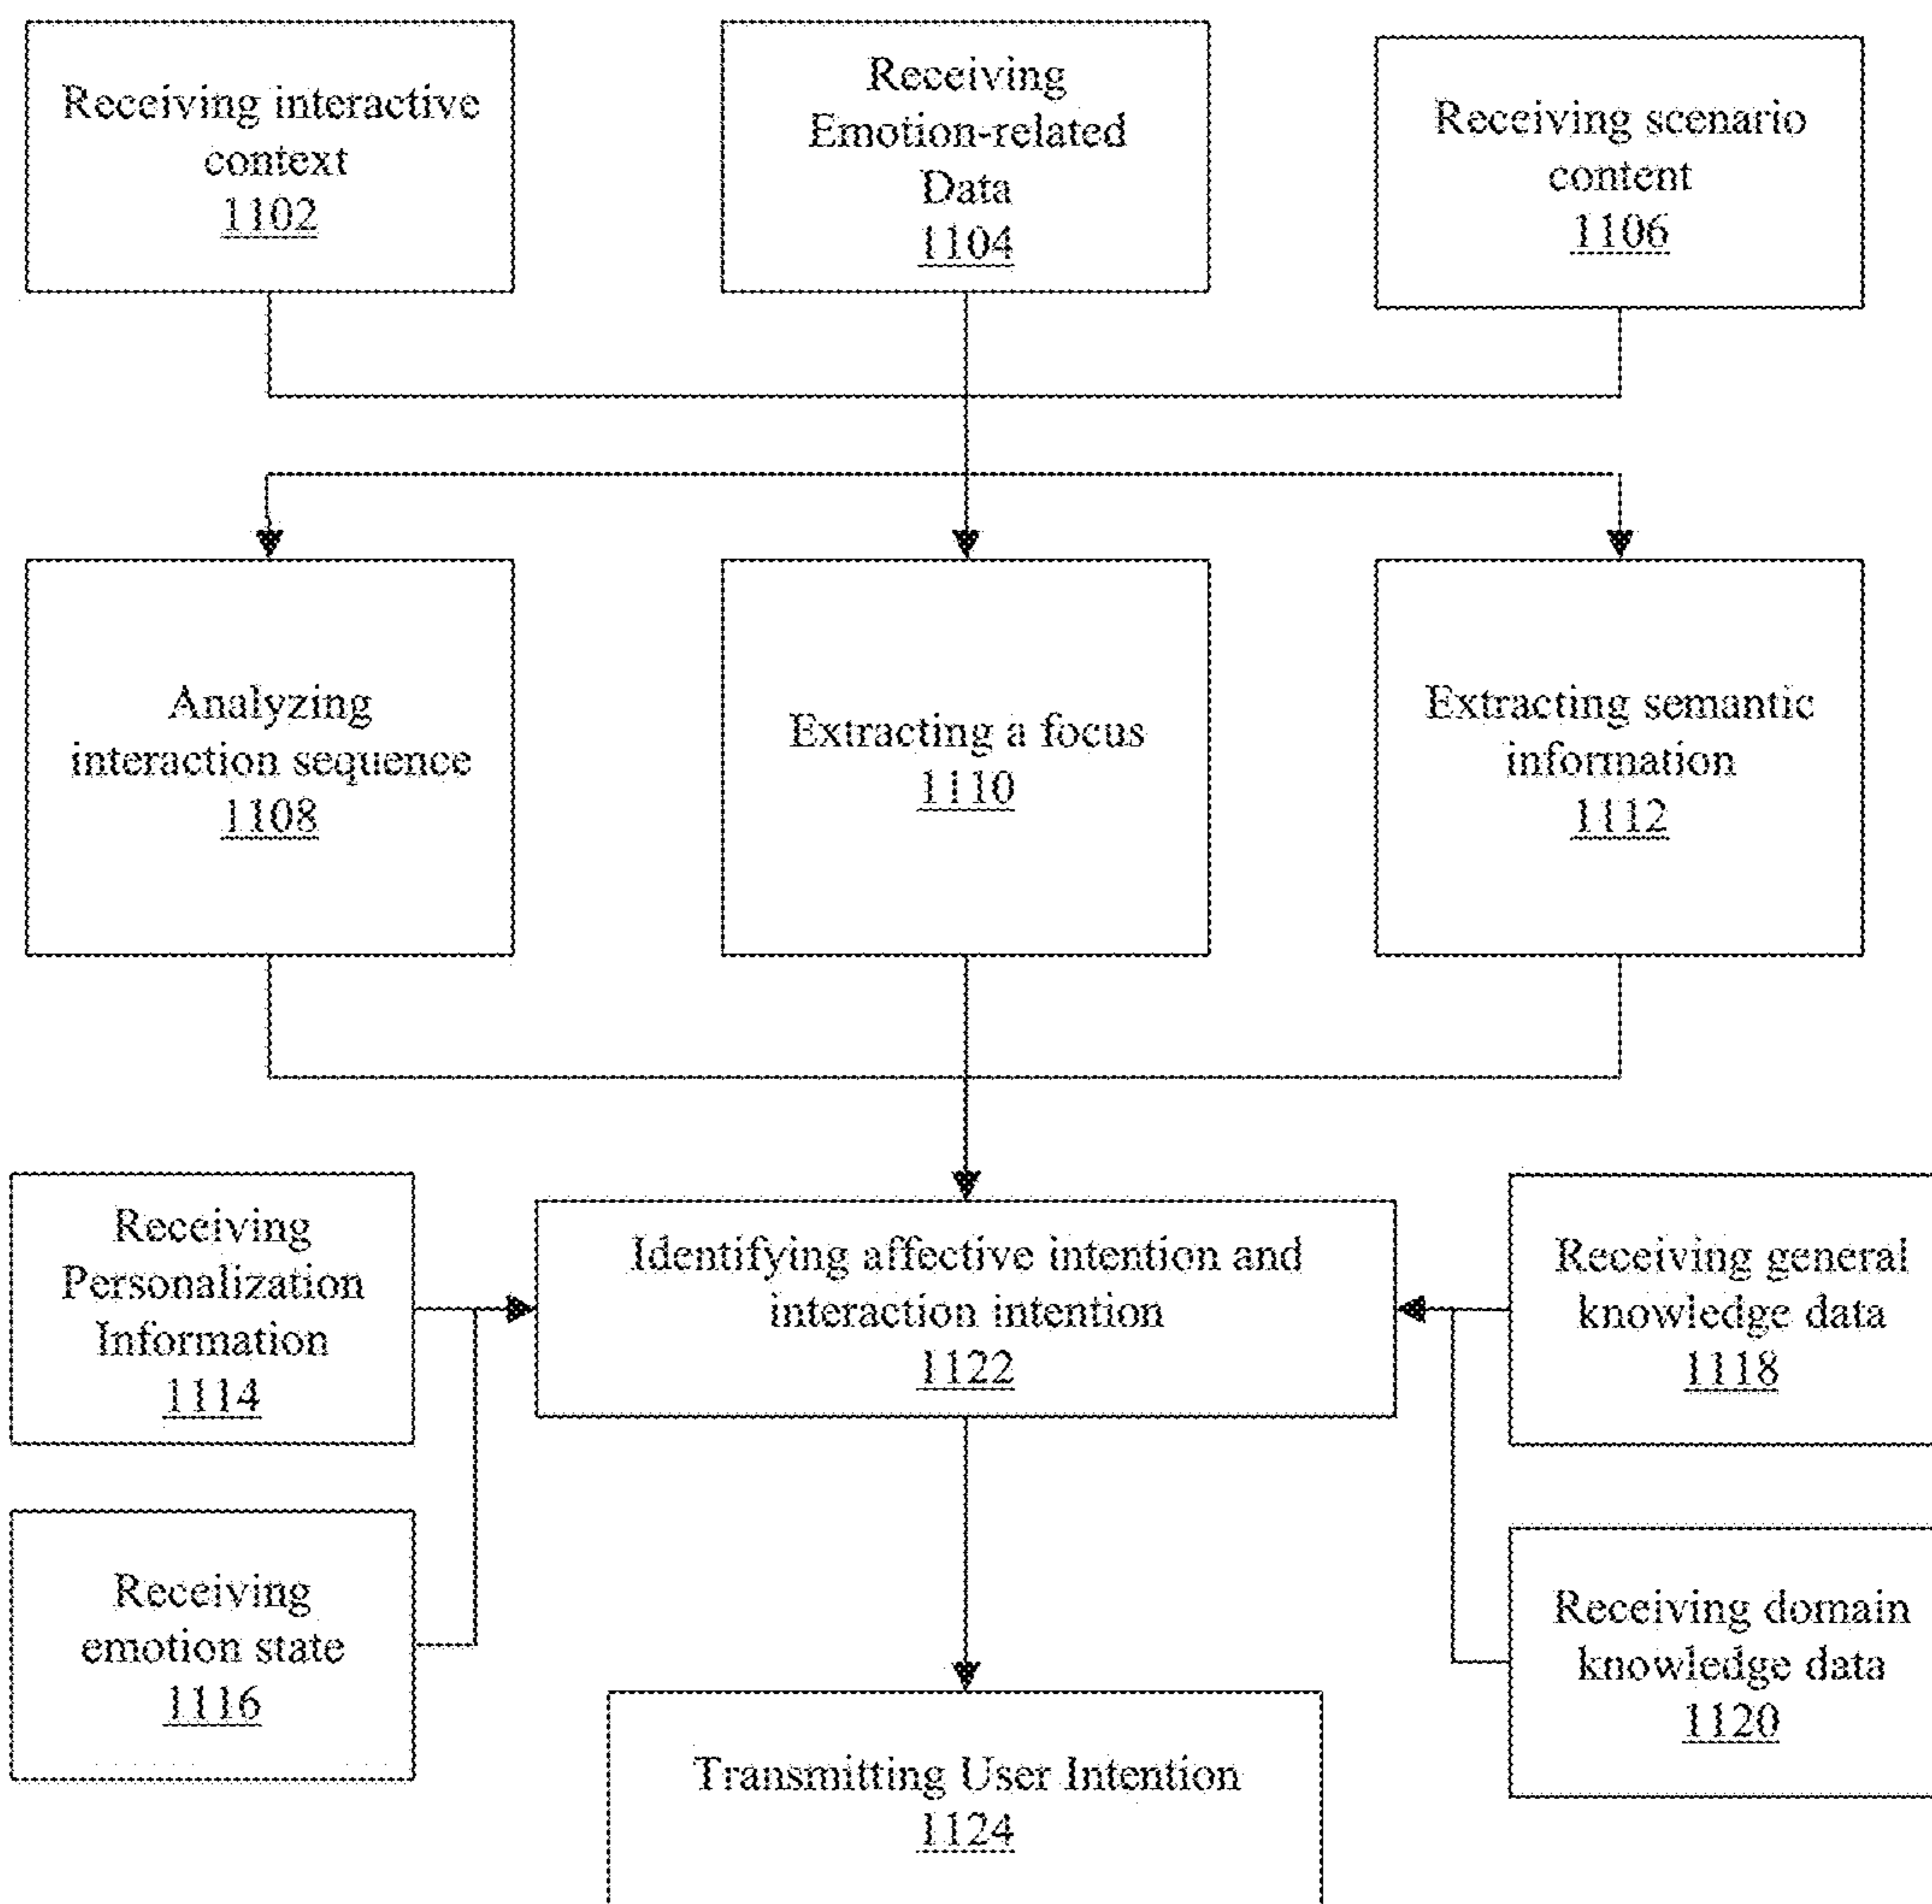 Receiving interactive
context
1102
Receiving
Emotion-related
Data
1104
Receiving scenario
content
1106
Analyzing
interaction sequence
1108
Extracting a focus
1110
Extracting semantic
information
1112
Receiving
Personalization
Information
1114
Identifying affective intention and
interaction intention
1122
Receiving general
knowledge data
1118
Receiving
emotion state
1116
Receiving domain
knowledge data
1120
Transmitting User Intention
1124